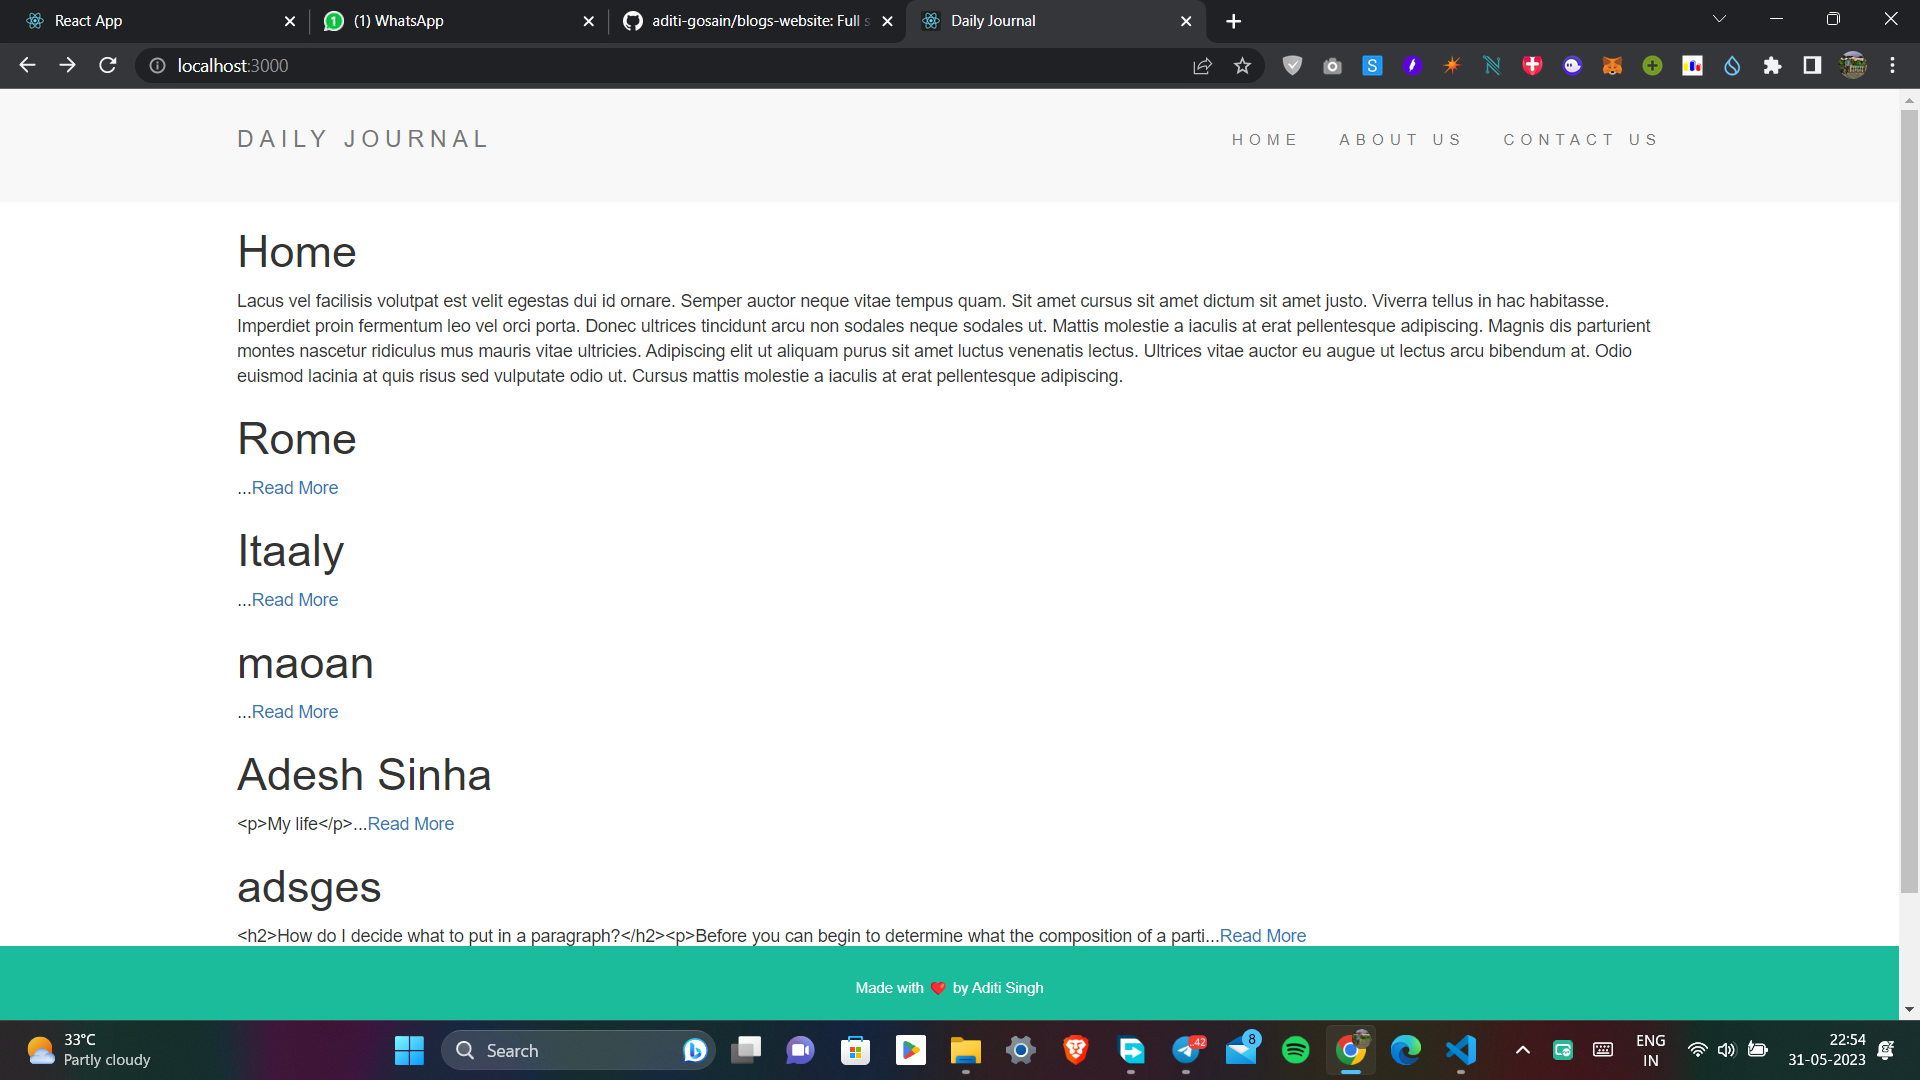 React App
(1) WhatsApp
aditi-gosain/blogs-website: Full s
Daily Journal
localhost:3000
DAILY JOURNAL
HOME
ABOUT US
CONTACT US
Home
Lacus vel facilisis volutpat est velit egestas dui id ornare. Semper auctor neque vitae tempus quam. Sit amet cursus sit amet dictum sit amet justo. Viverra tellus in hac habitasse.
Imperdiet proin fermentum leo vel orci porta. Donec ultrices tincidunt arcu non sodales neque sodales ut. Mattis molestie a iaculis at erat pellentesque adipiscing. Magnis dis parturient
montes nascetur ridiculus mus mauris vitae ultricies. Adipiscing elit ut aliquam purus sit amet luctus venenatis lectus. Ultrices vitae auctor eu augue ut lectus arcu bibendum at. Odio
euismod lacinia at quis risus sed vulputate odio ut. Cursus mattis molestie a iaculis at erat pellentesque adipiscing.
Rome
...Read More
Itaaly
...Read More
maoan
...Read More
Adesh Sinha
<p>My life</p>...Read More
adsges
<h2>How do I decide what to put in a paragraph?</h2><p>Before you can begin to determine what the composition of a parti...Read More
Made with ❤️ by Aditi Singh
33°C
Partly cloudy
Search
.42
8
ENG
IN
22:54
31-05-2023